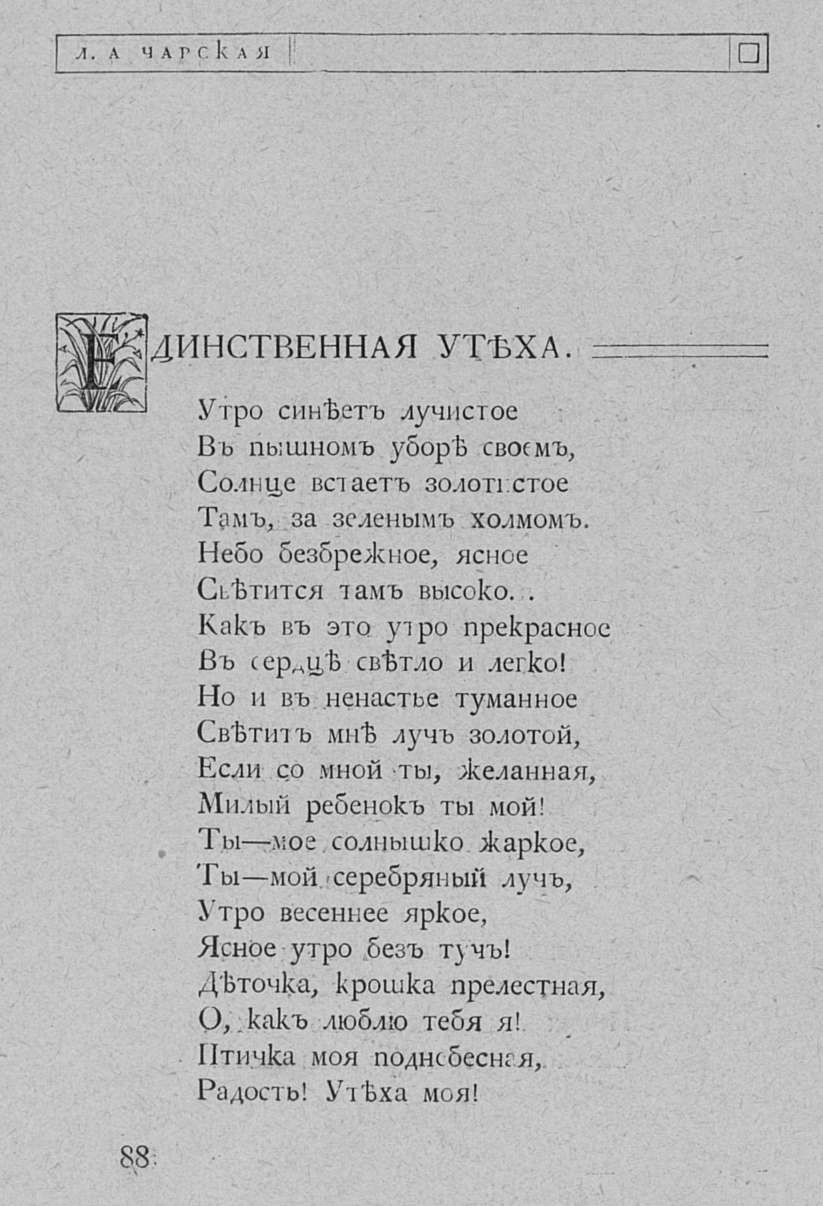 Л. А ЧАРСКАЯ
ЕДИНСТВЕННАЯ УТѢХА.
Утро синѣетъ лучистое
Въ пышномъ уборѣ своемъ,
Солнце встаетъ золотистое
Тамъ, за зеленымъ холмомъ.
Небо безбрежное, ясное
Свѣтится тамъ высоко. .
Какъ въ это утро прекрасное
Въ сердцѣ свѣтло и легко!
Но и въ ненастье туманное
Свѣтитъ мнѣ лучъ золотой,
Если со мной ты, желанная,
Милый ребенокъ ты мой!
Ты—мое солнышко жаркое,
Ты—мой серебряный лучъ,
Утро весеннее яркое,
Ясное утро безъ тучъ!
Дѣточка, крошка прелестная,
О, какъ люблю тебя я!
Птичка моя поднебесная,
Радость! Утѣха моя!
88